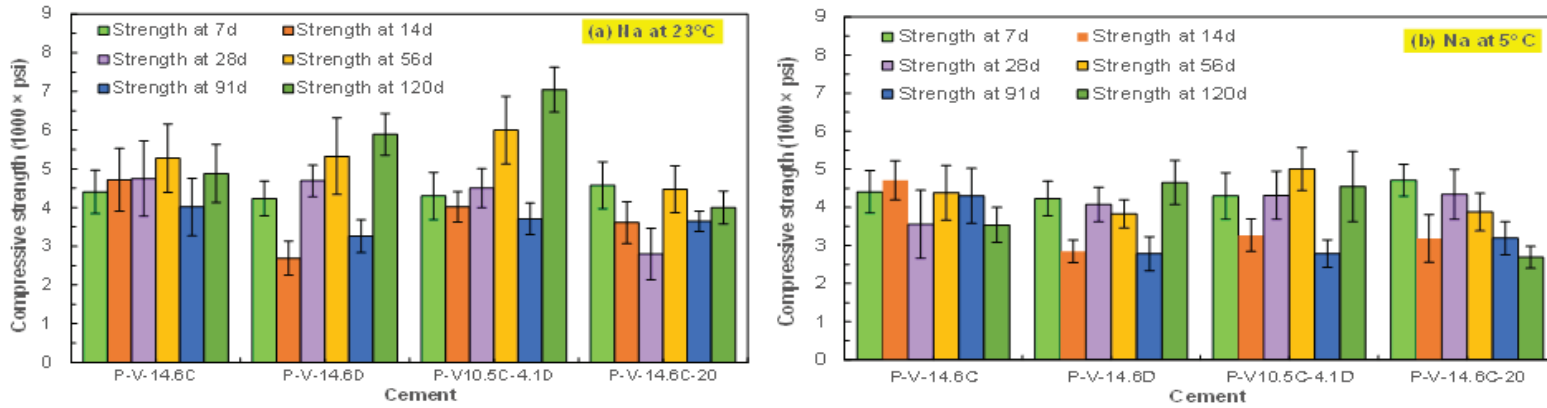 (a) Na at 23°C
Strength at 7d
Strength at 14d
Strength at 28d
Strength at 56d
Strength at 91d
Strength at 120d
Compressive strength (1000 × psi)
9
8
7
6
5
4
3
2
1
0
P-V-14.6C
P-V-14.6D
P-V10.5C-4.1D
P-V-14.6C-20
Cement
(b) Na at 5° C
Strength at 7d
Strength at 14d
Strength at 28d
Strength at 56d
Strength at 91d
Strength at 120d
Compressive strength (1000 × psi)
9
8
7
6
5
4
3
2
1
0
P-V-14.6C
P-V-14.6D
P-V10.5C-4.1D
P-V-14.6C-20
Cement